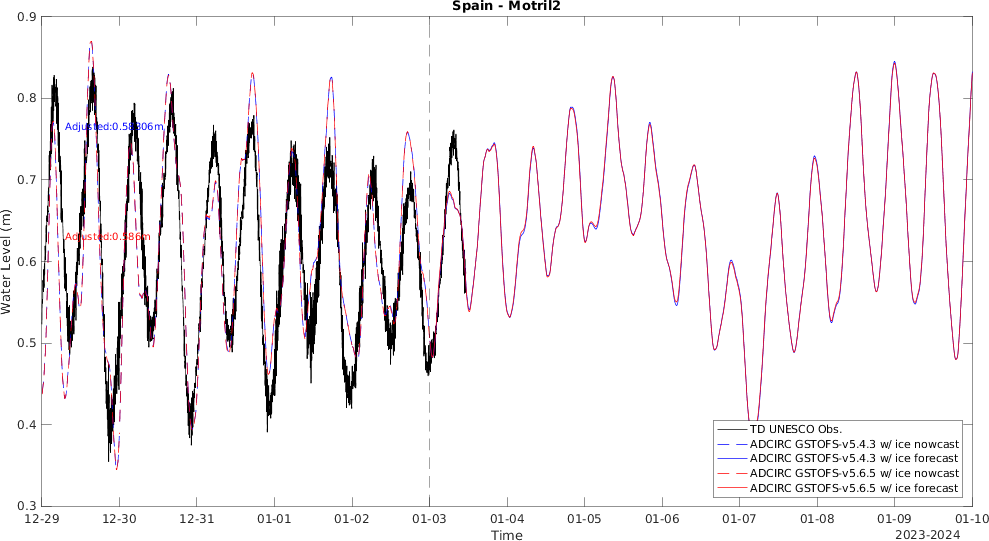 Spain - Motril2
0.9
0.8
0.7
0.6
0.5
0.4
0.3
Water Level (m)
Adjusted:0.58306m
Adjusted:0.586m
TD UNESCO Obs.
ADCIRC GSTOFS-v5.4.3 w/ ice nowcast
ADCIRC GSTOFS-v5.4.3 w/ ice forecast
ADCIRC GSTOFS-v5.6.5 w/ ice nowcast
ADCIRC GSTOFS-v5.6.5 w/ ice forecast
12-29 12-30 12-31 01-01 01-02 01-03 01-04 01-05 01-06 01-07 01-08 01-09 01-10
Time
2023-2024